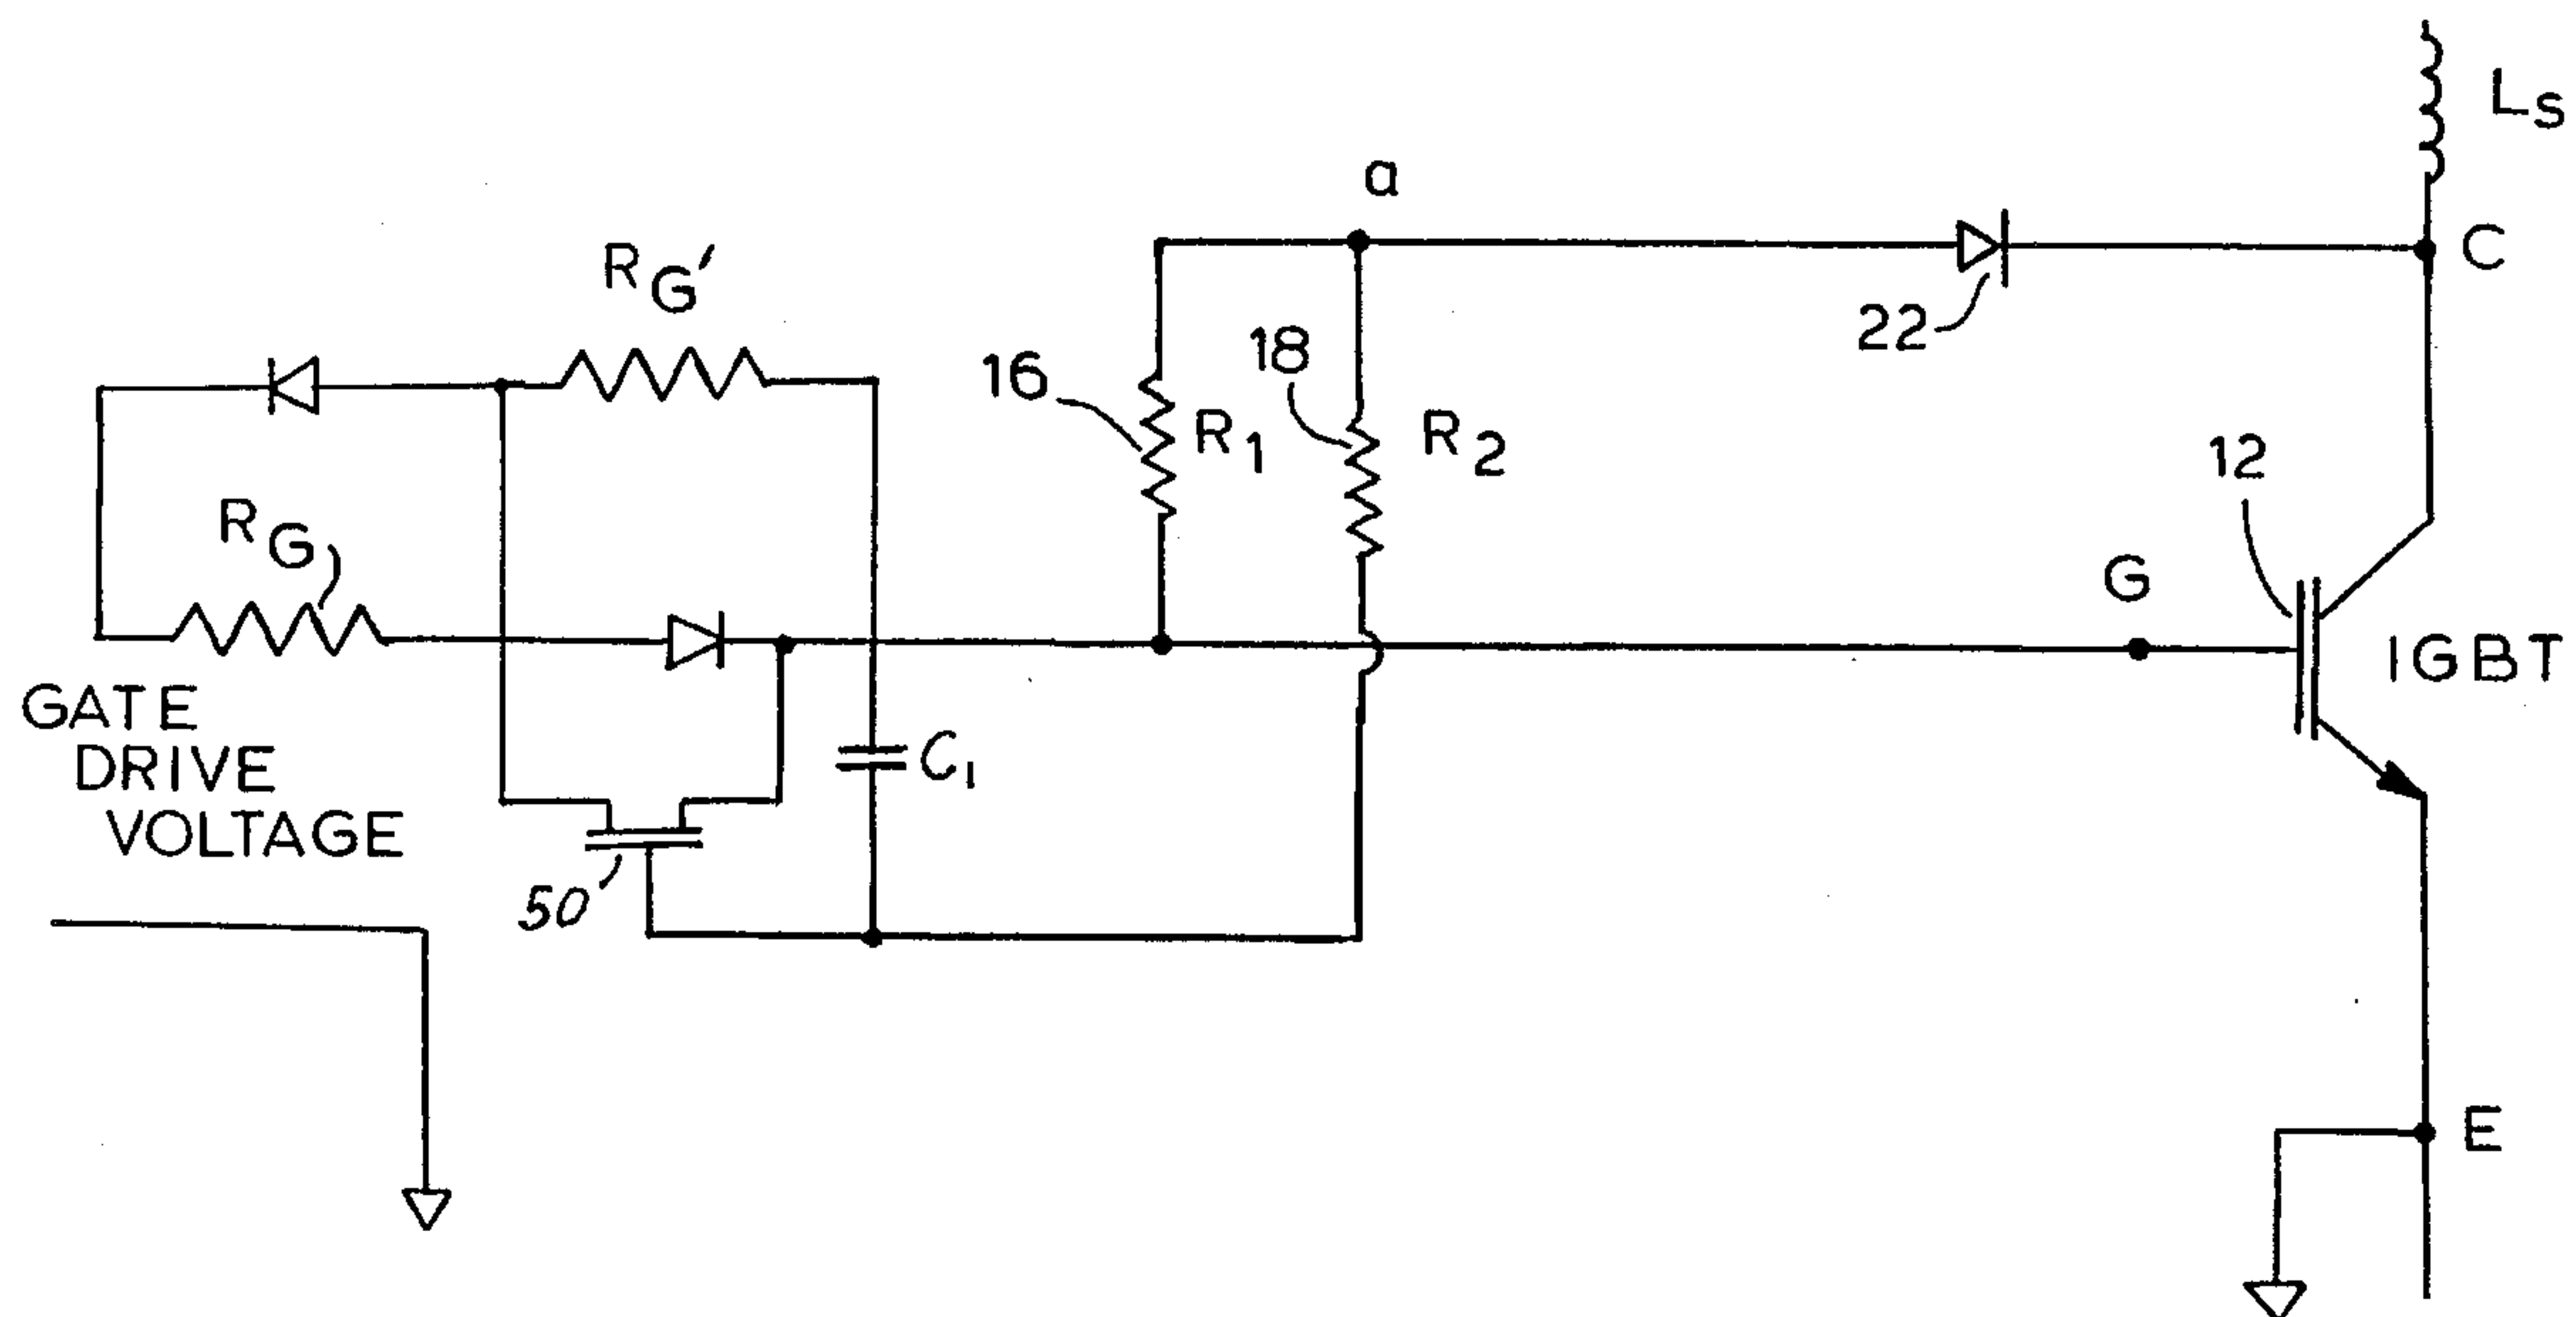 LS
a
C
RG'
22
16
R1
18
R2
12
RG
G
IGBT
GATE
DRIVE
VOLTAGE
C1
50
E